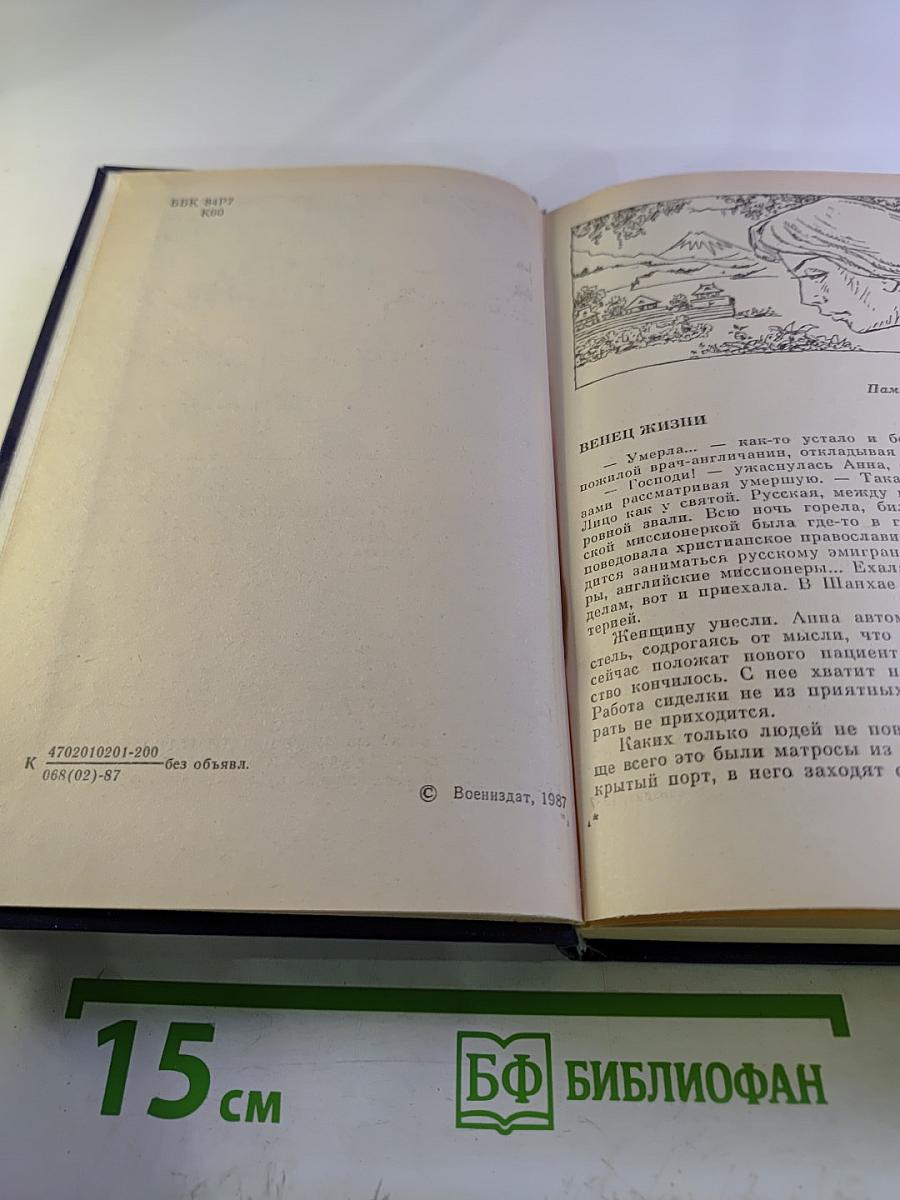 ББК 84Р7
К60
К 4702010201-200
068(02)-87 без объявл.
© Воениздат, 1987
Пам
ВЕНЕЦ ЖИЗНИ
— Умерла... — как-то устало и бе
пожилой врач-англичанин, откладывая
— Господи! — ужаснулась Анна,
зами рассматривая умершую. — Така
Лицо как у святой. Русская, между
ровной звали. Всю ночь горела, бил
ской миссионеркой была где-то в г
поведовала христианское православи
дится заниматься русскому эмигран
ры, английские миссионеры... Ехал
делам, вот и приехала. В Шанхае
терией.
Женщину унесли. Анна автом
стель, содрогаясь от мысли, что
сейчас положат нового пациент
ство кончилось. С нее хватит н
Работа сиделки не из приятных
рать не приходится.
Каких только людей не пов
ще всего это были матросы из
крытый порт, в него заходят с
15 см
БФ БИБЛИОФАН